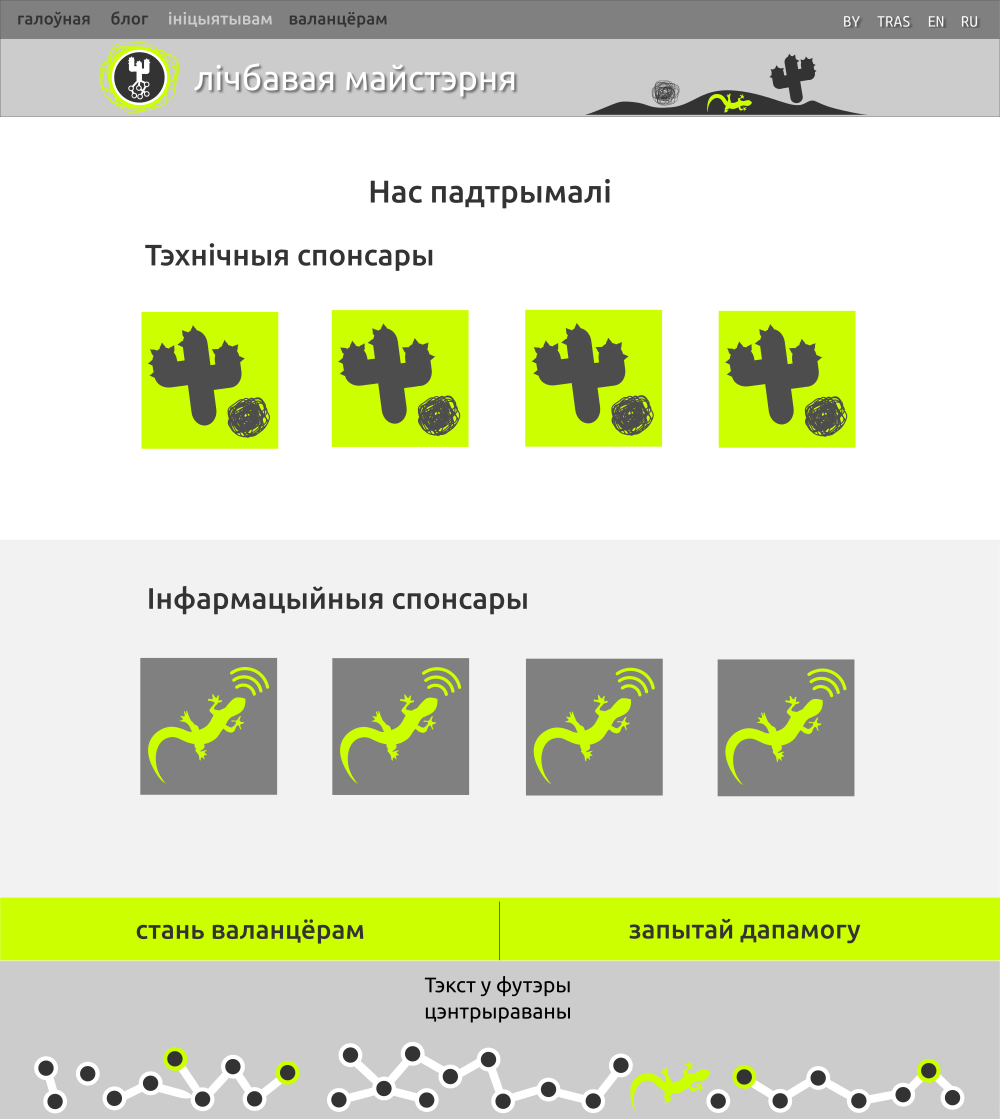 галоўная блог ініцыятывам валанцёрам BY TRAS EN RU
лічбавая майстэрня
Нас падтрымалі
Тэхнічныя спонсары
Інфармацыйныя спонсары
стань валанцёрам запытай дапамогу
Тэкст у футэры
цэнтрыраваны